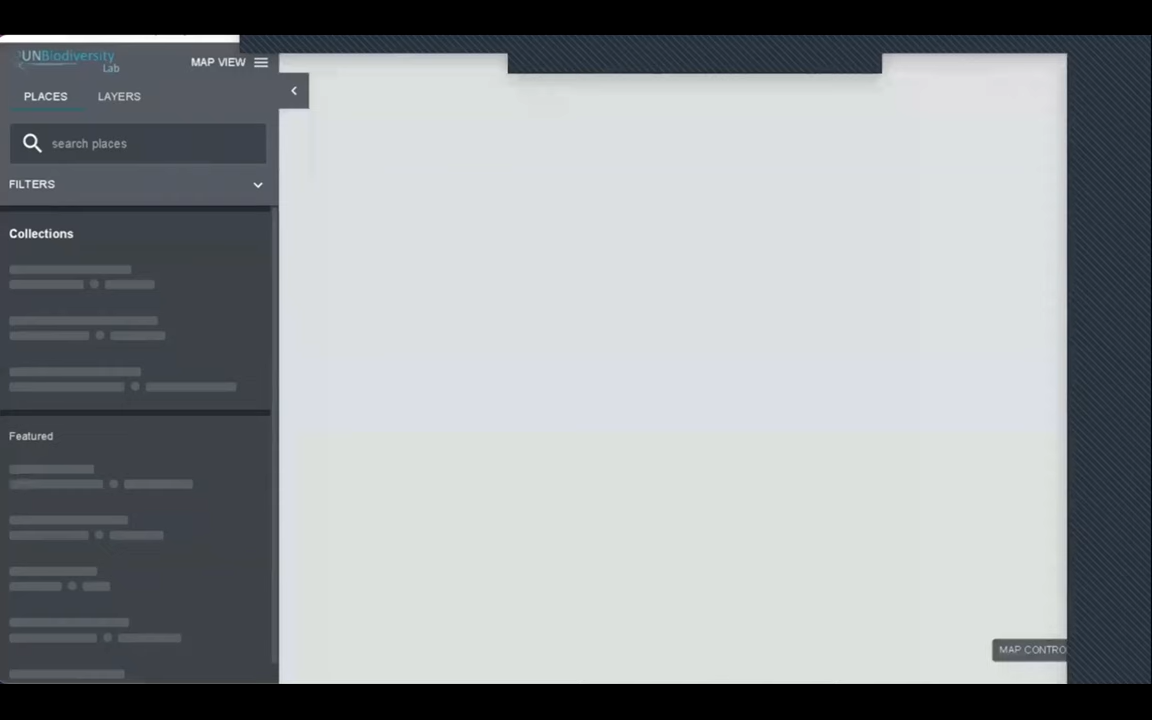 UNBiodiversity
Lab
MAP VIEW
PLACES
LAYERS
search places
FILTERS
Collections
Featured
MAP CONTRO